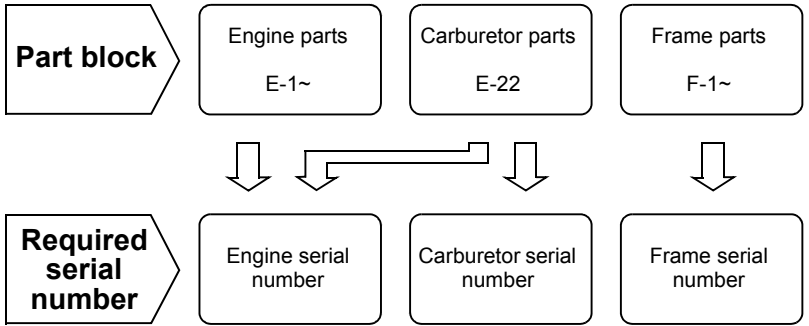 Part block
Engine parts
E-1~
Carburetor parts
E-22
Frame parts
F-1~
Required
serial
number
Engine serial
number
Carburetor serial
number
Frame serial
number